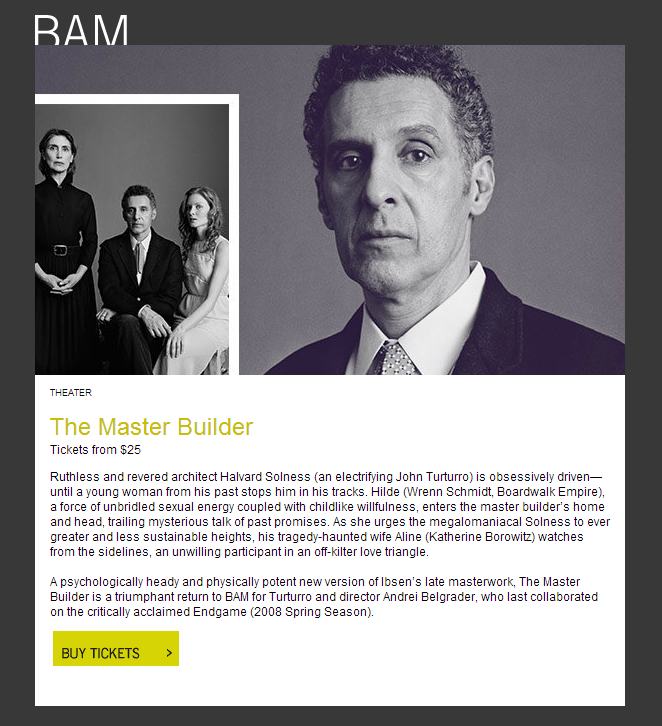 BAM
THEATER
The Master Builder
Tickets from $25
Ruthless and revered architect Halvard Solness (an electrifying John Turturro) is obsessively driven—
until a young woman from his past stops him in his tracks. Hilde (Wrenn Schmidt, Boardwalk Empire),
a force of unbridled sexual energy coupled with childlike willfulness, enters the master builder's home
and head, trailing mysterious talk of past promises. As she urges the megalomaniacal Solness to ever
greater and less sustainable heights, his tragedy-haunted wife Aline (Katherine Borowitz) watches
from the sidelines, an unwilling participant in an off-kilter love triangle.
A psychologically heady and physically potent new version of Ibsen's late masterwork, The Master
Builder is a triumphant return to BAM for Turturro and director Andrei Belgrader, who last collaborated
on the critically acclaimed Endgame (2008 Spring Season).
BUY TICKETS >